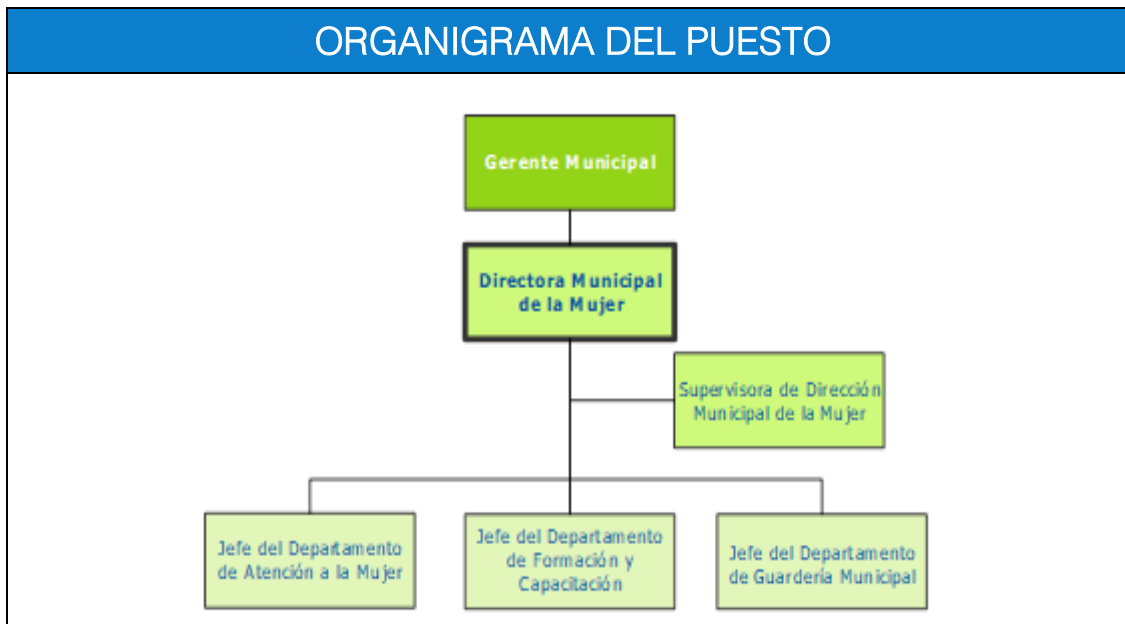 ORGANIGRAMA DEL PUESTO
Gerente Municipal
Directora Municipal
de la Mujer
Supervisora de Dirección
Municipal de la Mujer
Jefe del Departamento
de Atención a la Mujer
Jefe del Departamento
de Formación y
Capacitación
Jefe del Departamento
de Guardería Municipal